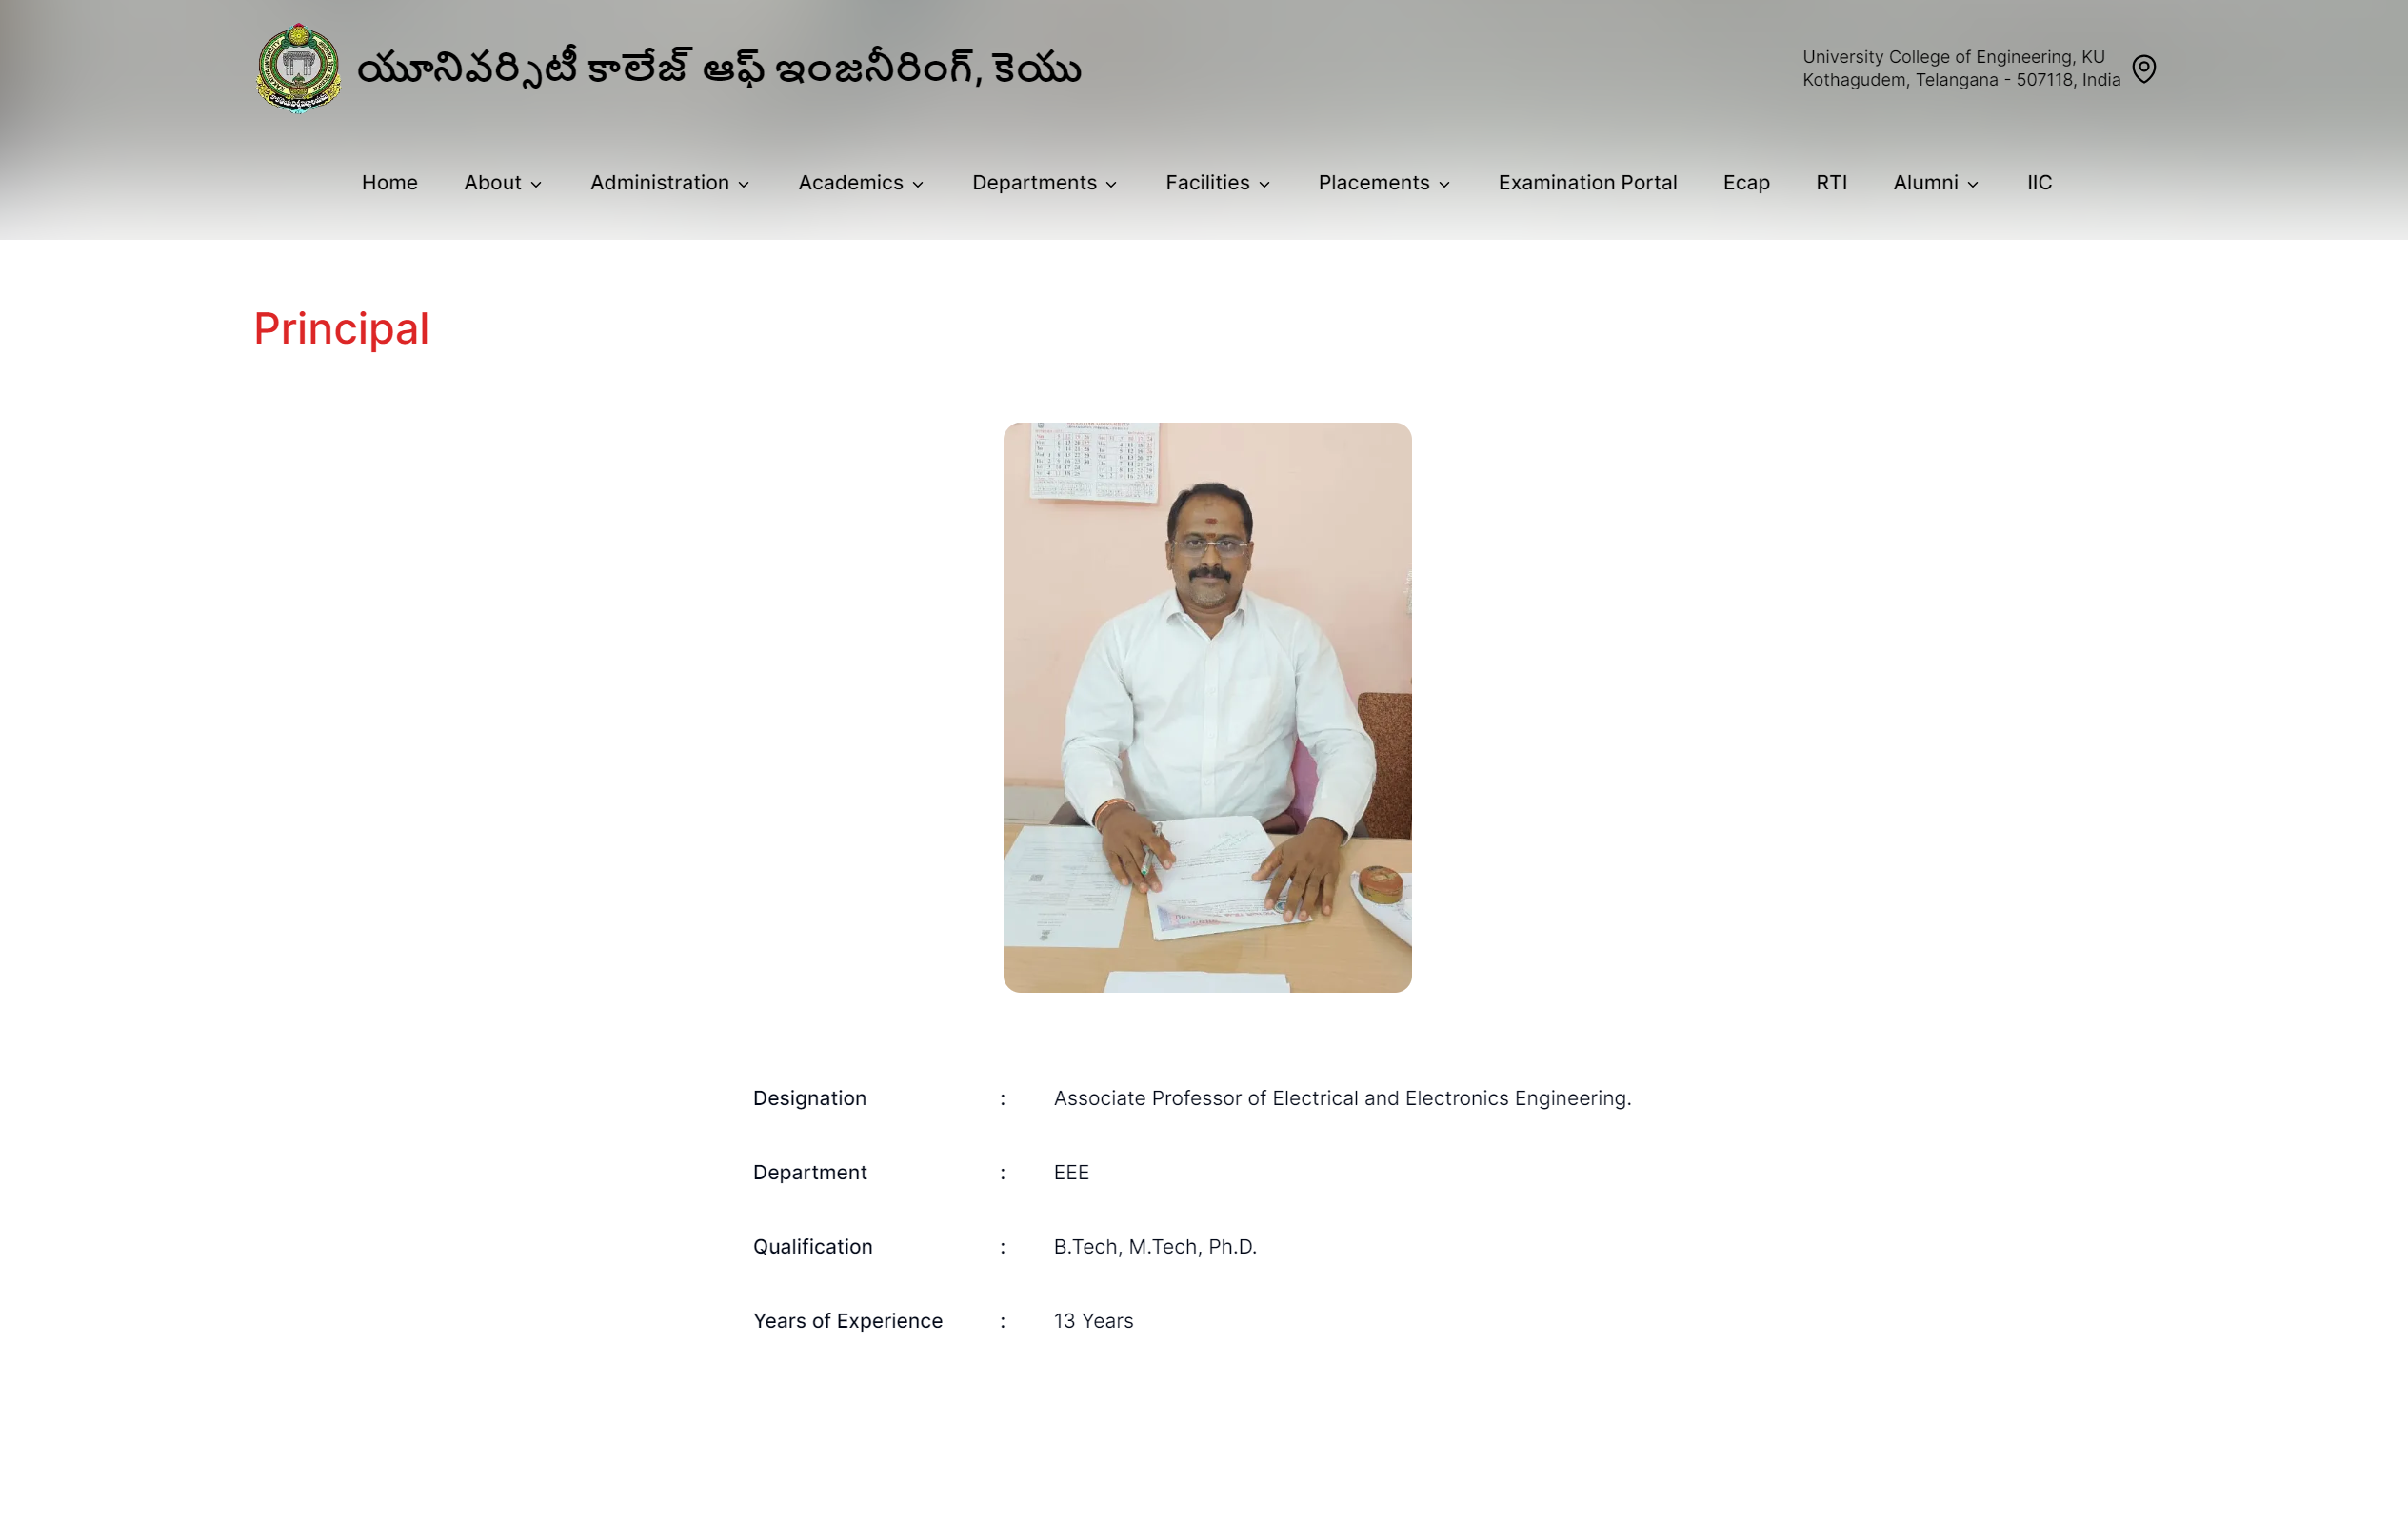 యూనివర్సిటీ కాలేజ్ ఆఫ్ ఇంజనీరింగ్, కెయు
University College of Engineering, KU
Kothagudem, Telangana - 507118, India
Home About Administration Academics Departments Facilities Placements Examination Portal Ecap RTI Alumni IIC
Principal
Designation : Associate Professor of Electrical and Electronics Engineering.
Department : EEE
Qualification : B.Tech, M.Tech, Ph.D.
Years of Experience : 13 Years